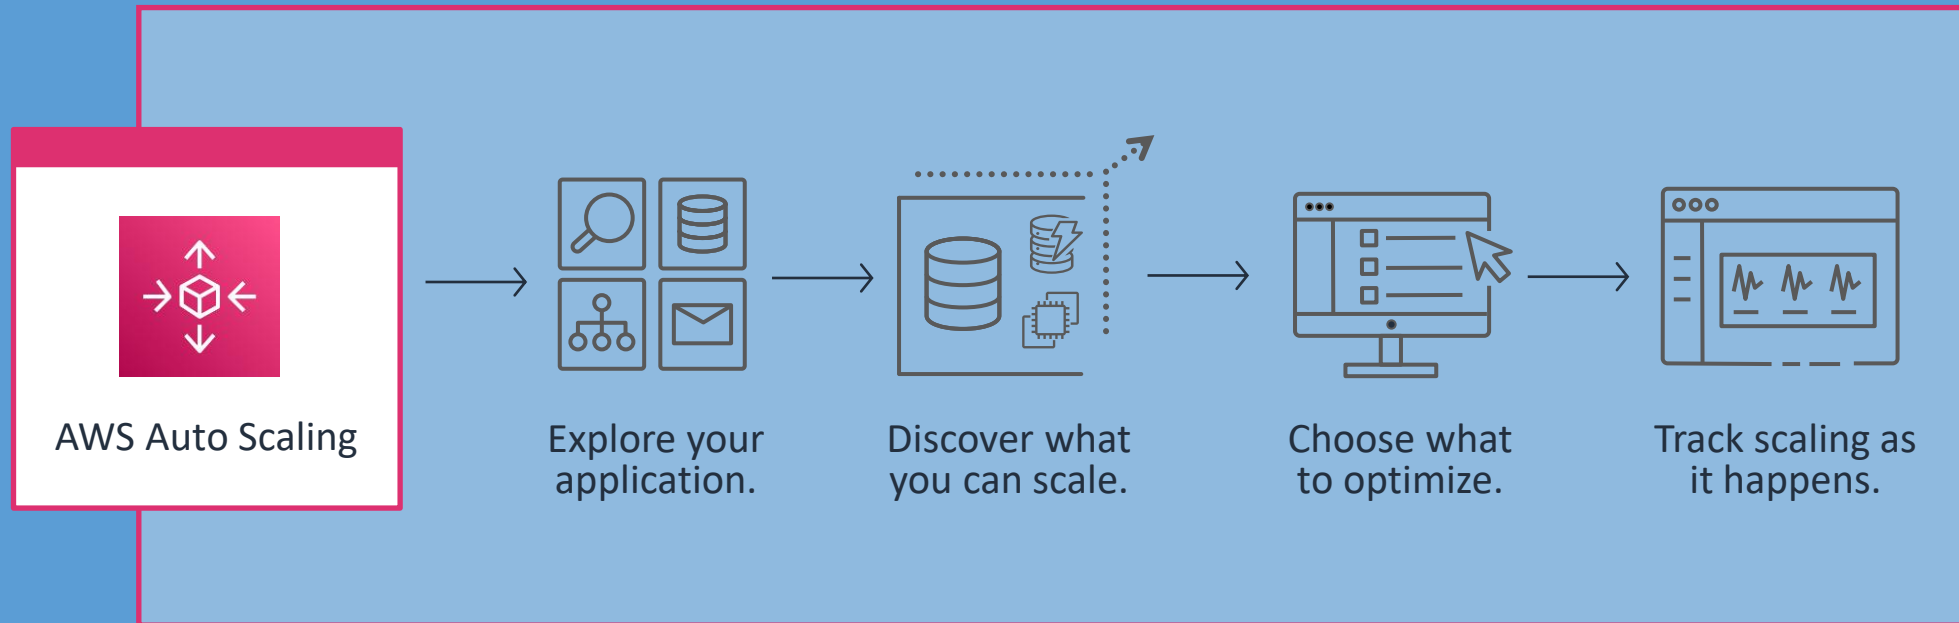 AWS Auto Scaling
Explore your
application.
Discover what
you can scale.
Choose what
to optimize.
Track scaling as
it happens.